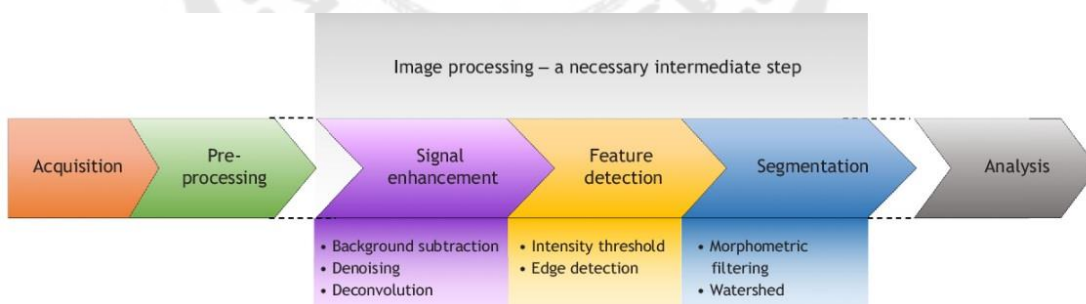 Image processing – a necessary intermediate step
Acquisition
Pre-
processing
Signal
enhancement
Feature
detection
Segmentation
Analysis
• Background subtraction
• Denoising
• Deconvolution
• Intensity threshold
• Edge detection
• Morphometric
filtering
• Watershed